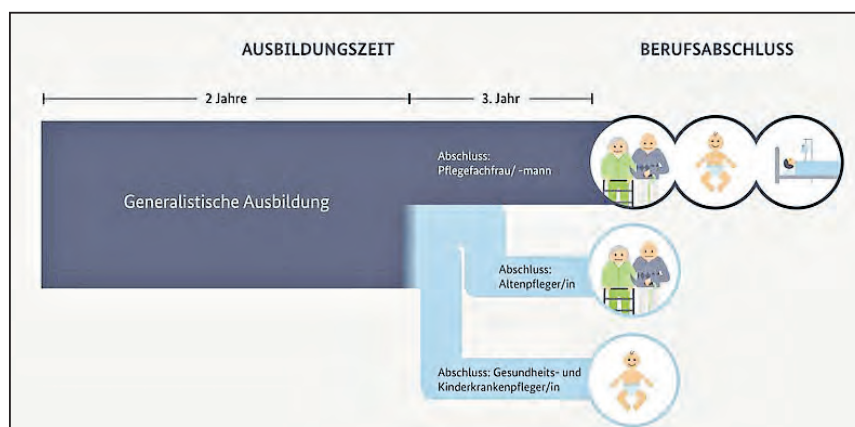 AUSBILDUNGSZEIT
BERUFSABSCHLUSS
2 Jahre
3. Jahr
Generalistische Ausbildung
Abschluss:
Pflegefachfrau/ -mann
Abschluss:
Altenpfleger/in
Abschluss: Gesundheits- und
Kinderkrankenpfleger/in